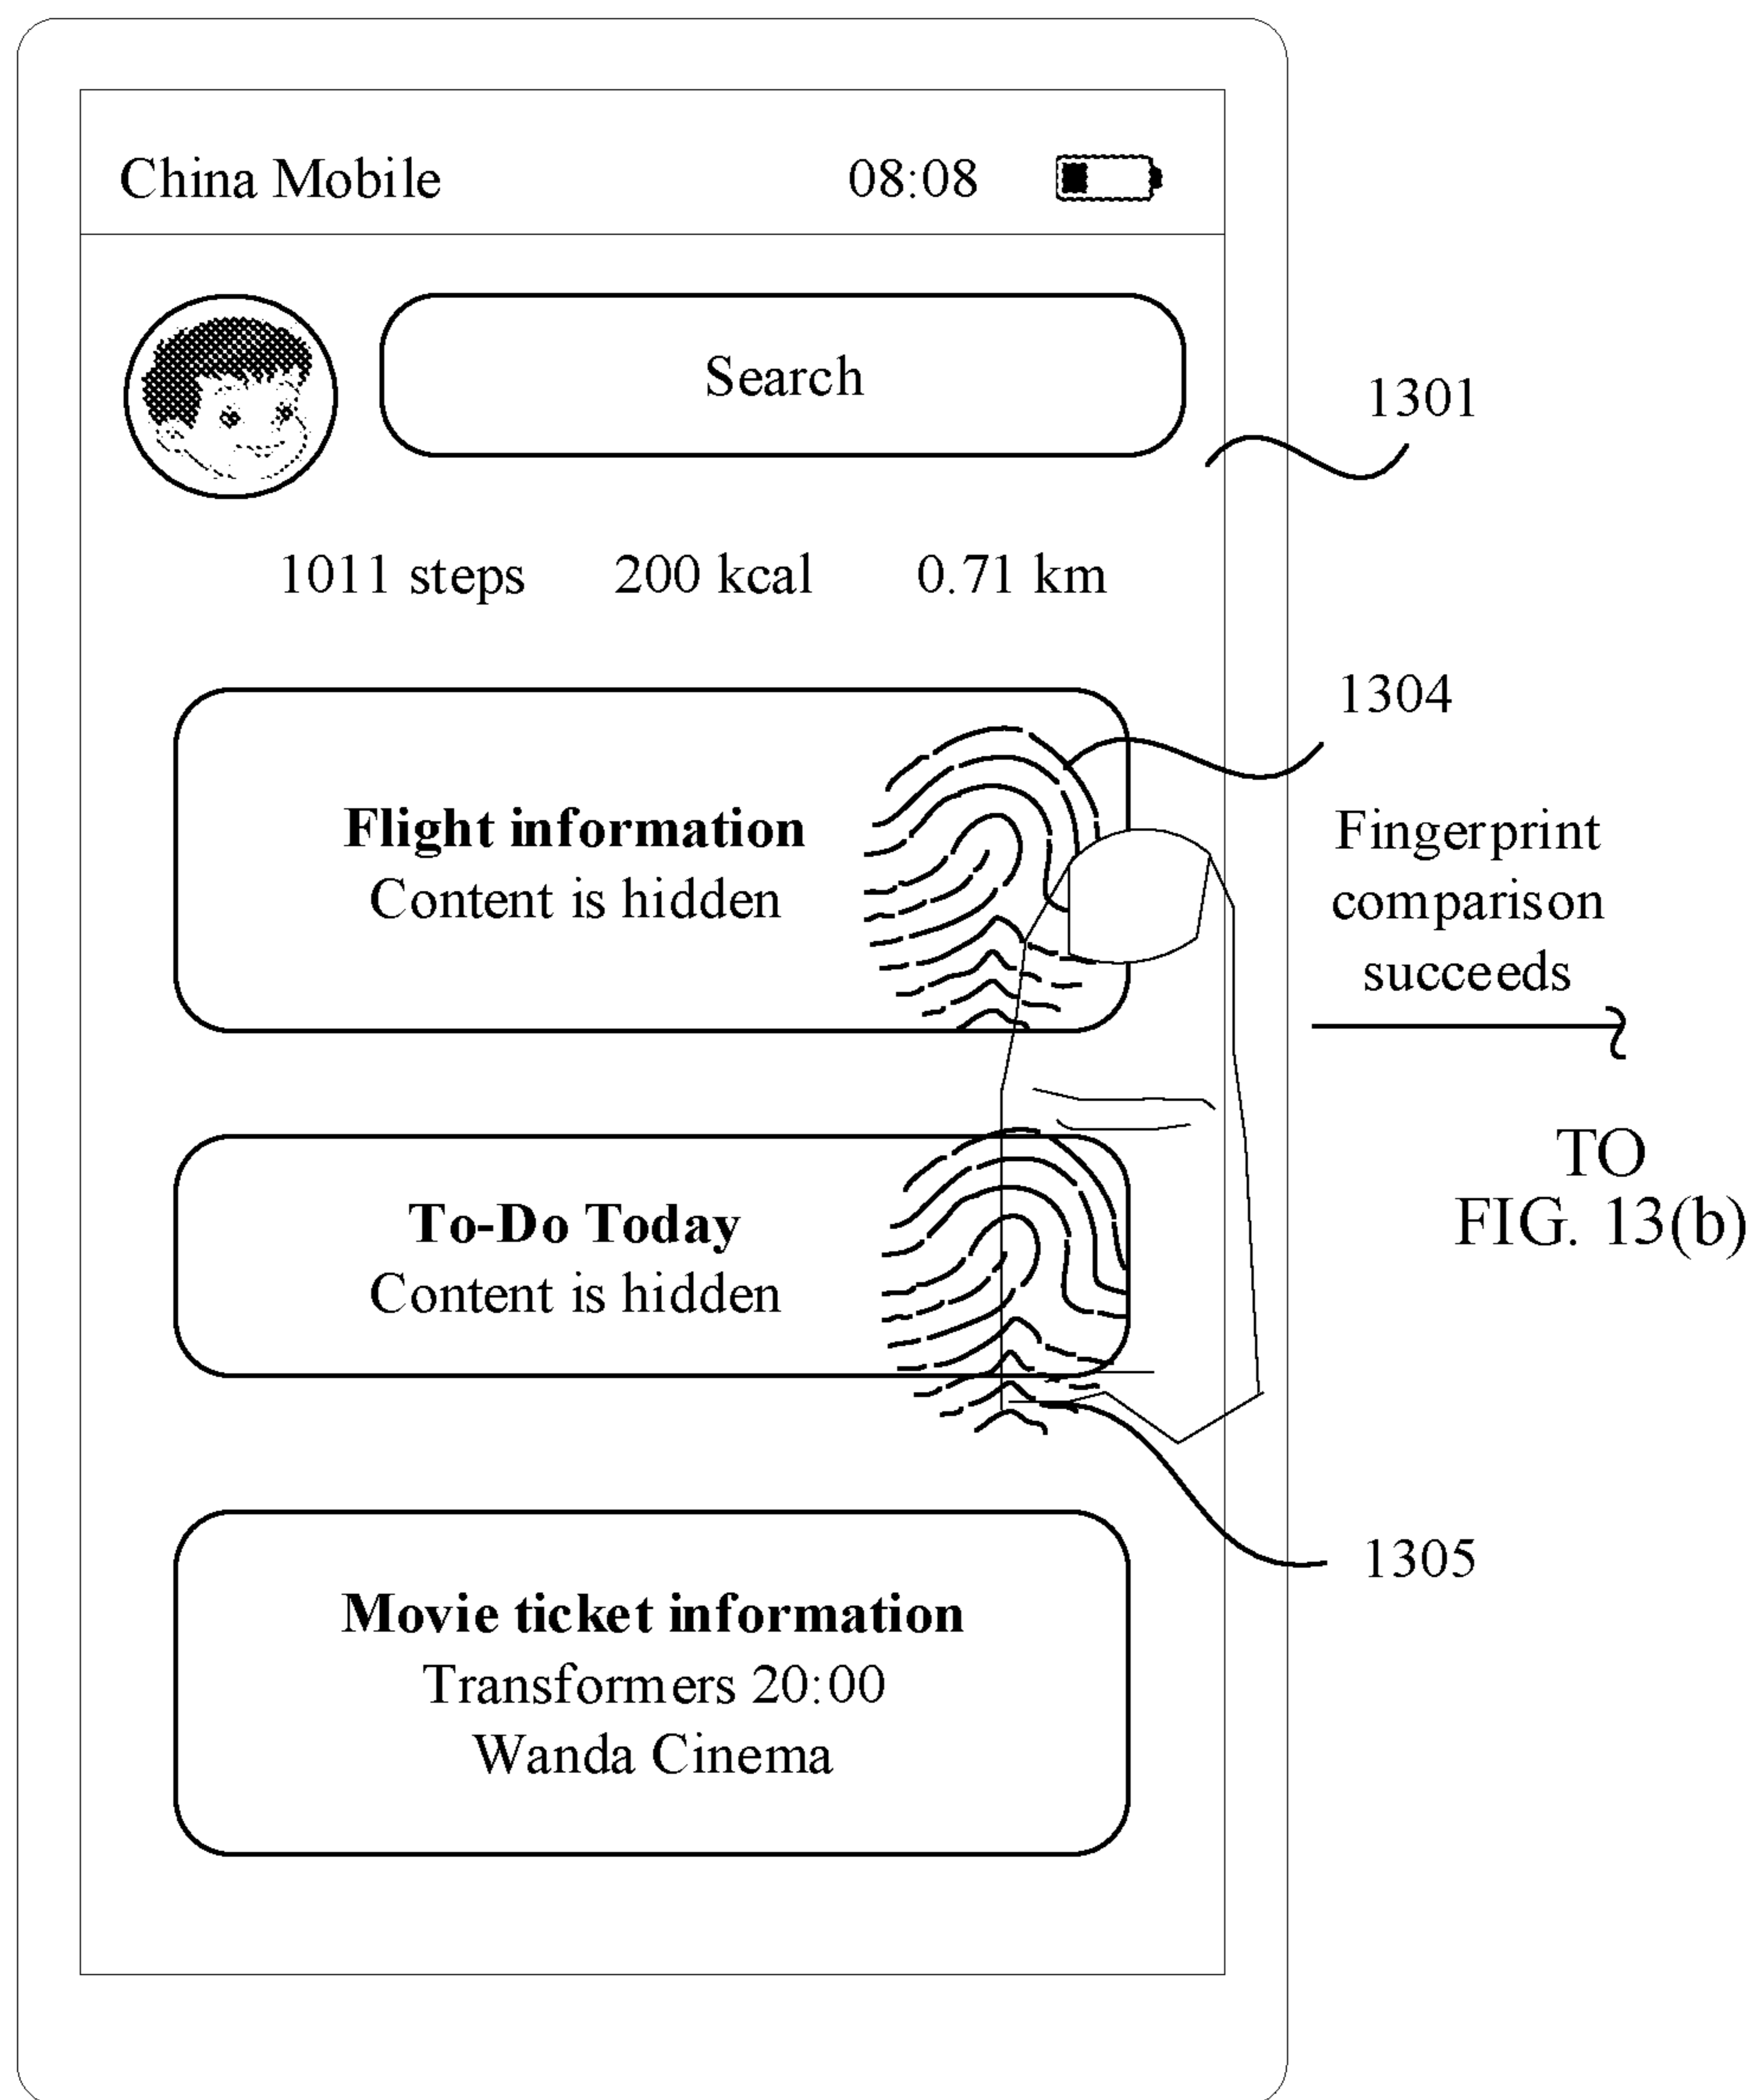 China Mobile 08:08
Search
1301
1011 steps 200 kcal 0.71 km
1304
Flight information
Content is hidden
Fingerprint
comparison
succeeds
TO
FIG. 13(b)
To-Do Today
Content is hidden
1305
Movie ticket information
Transformers 20:00
Wanda Cinema